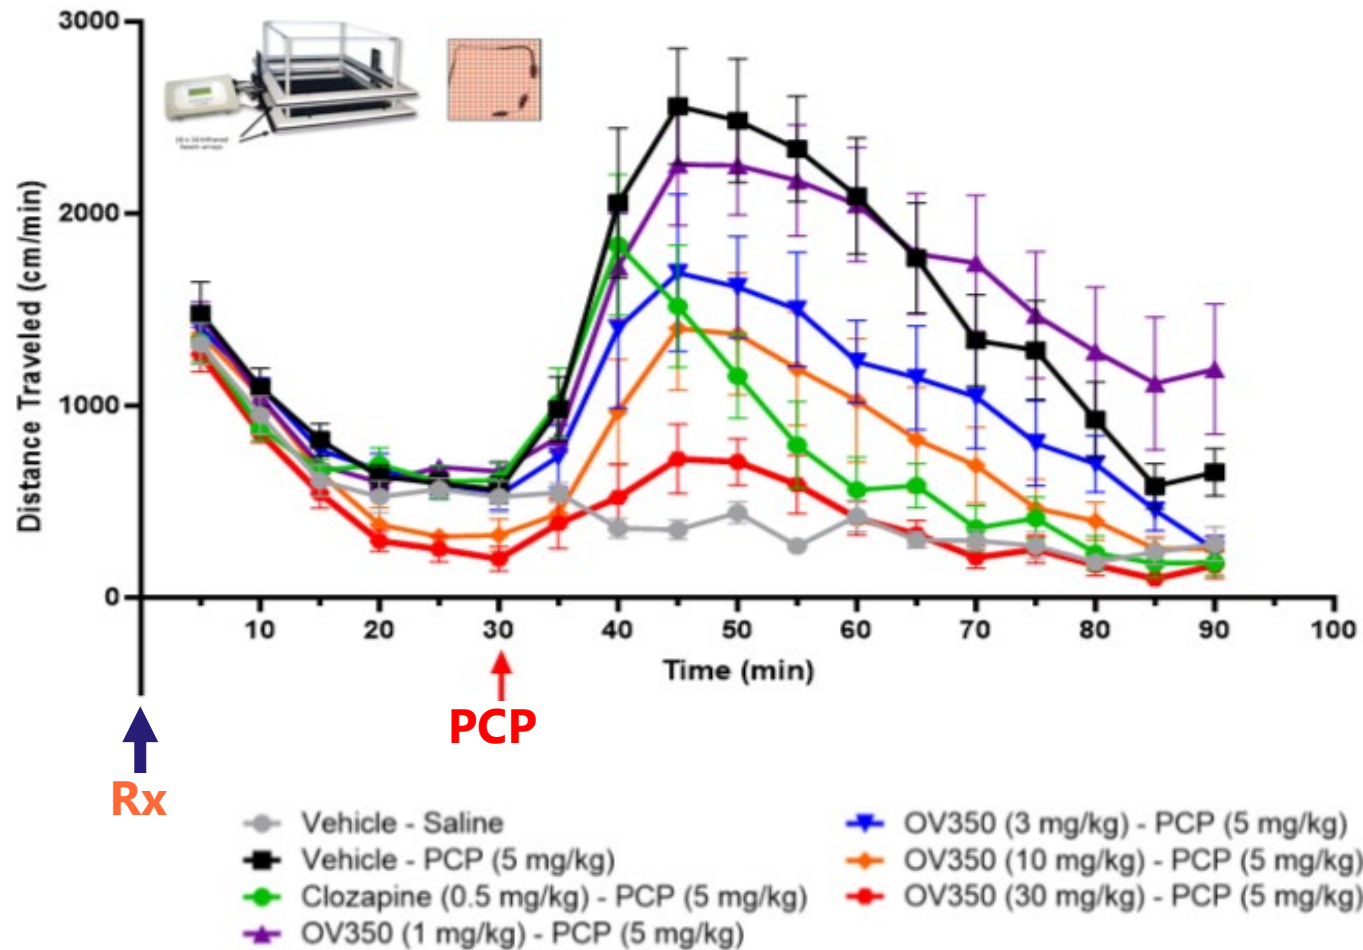 3000
2000
1000
0
Distance Traveled (cm/min)
10 20 30 40 50 60 70 80 90 100
Time (min)
PCP
Rx
Vehicle - Saline
Vehicle - PCP (5 mg/kg)
Clozapine (0.5 mg/kg) - PCP (5 mg/kg)
OV350 (1 mg/kg) - PCP (5 mg/kg)
OV350 (3 mg/kg) - PCP (5 mg/kg)
OV350 (10 mg/kg) - PCP (5 mg/kg)
OV350 (30 mg/kg) - PCP (5 mg/kg)